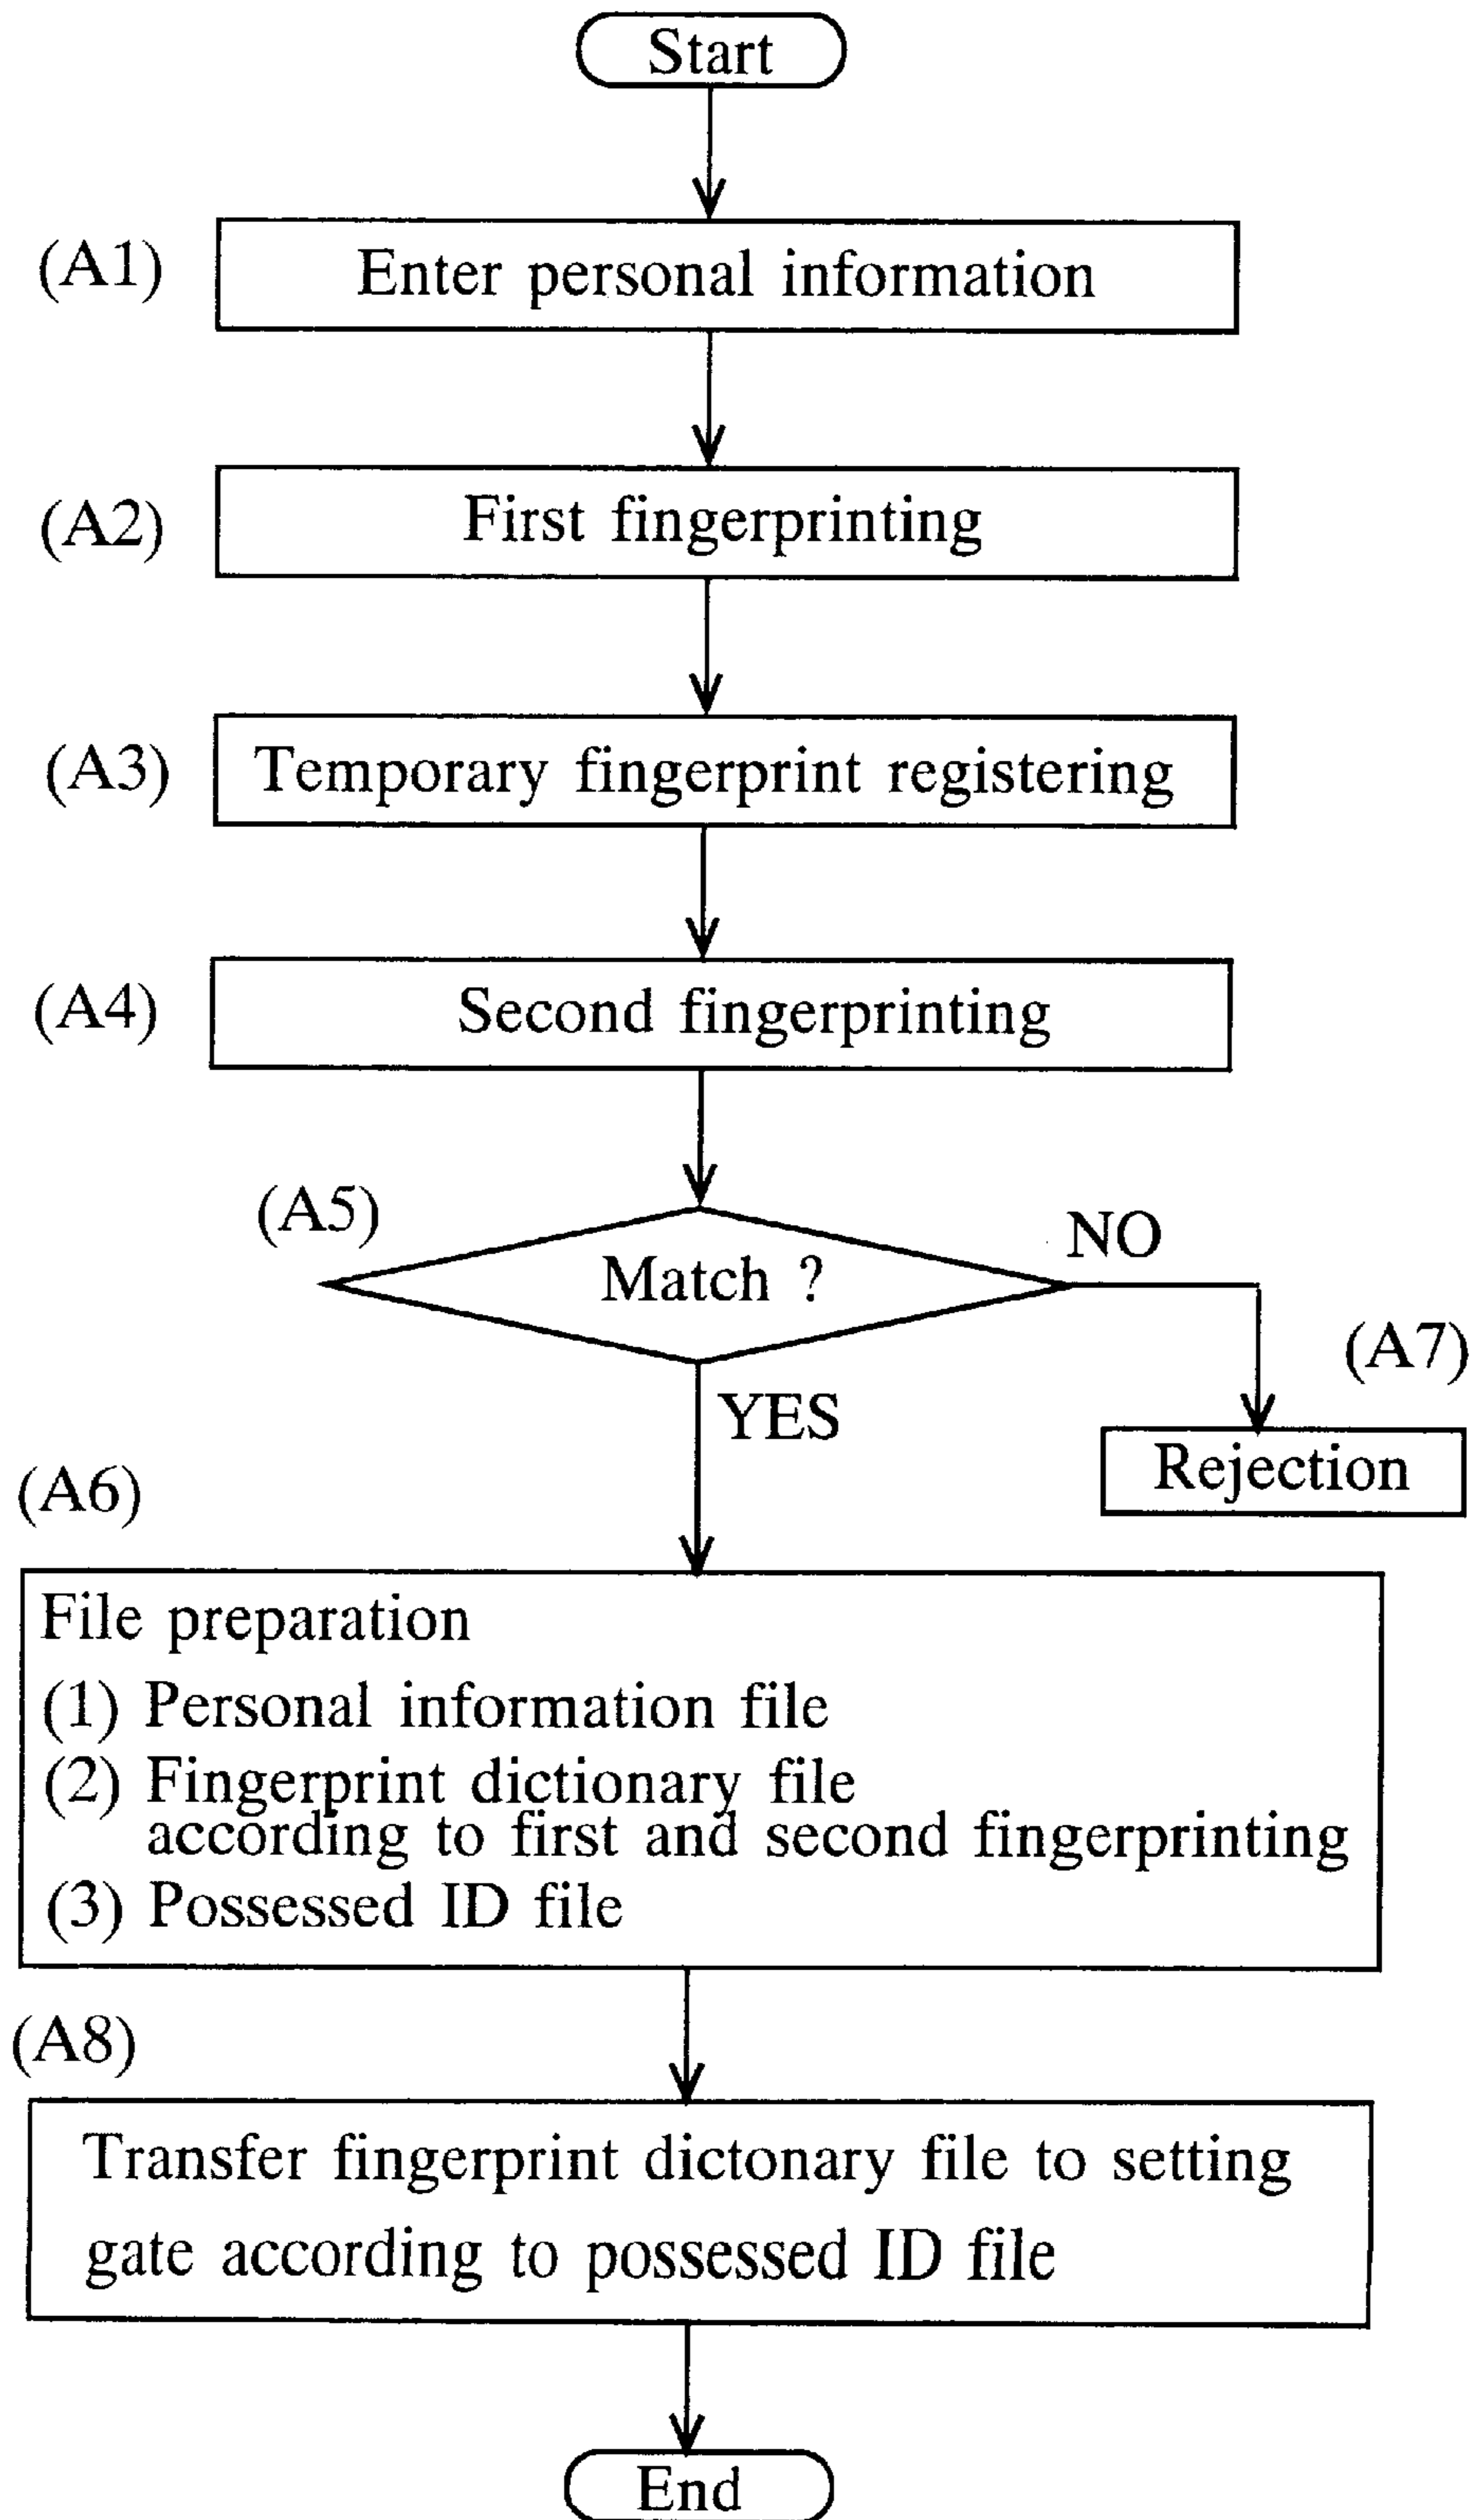 Start
(A1) Enter personal information
(A2) First fingerprinting
(A3) Temporary fingerprint registering
(A4) Second fingerprinting
(A5)
Match ?
NO
(A7)
YES
Rejection
(A6)
File preparation
(1) Personal information file
(2) Fingerprint dictionary file
according to first and second fingerprinting
(3) Possessed ID file
(A8)
Transfer fingerprint dictonary file to setting
gate according to possessed ID file
End